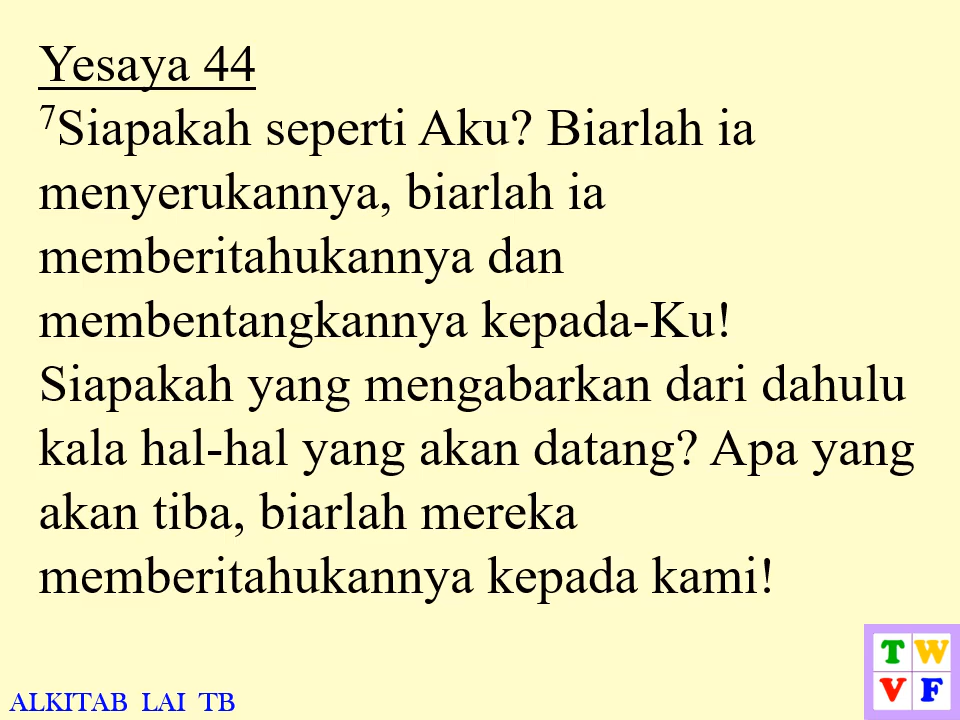 Yesaya 44
7Siapakah seperti Aku? Biarlah ia
menyerukannya, biarlah ia
memberitahukannya dan
membentangkannya kepada-Ku!
Siapakah yang mengabarkan dari dahulu
kala hal-hal yang akan datang? Apa yang
akan tiba, biarlah mereka
memberitahukannya kepada kami!
ALKITAB LAI TB
T W
V F